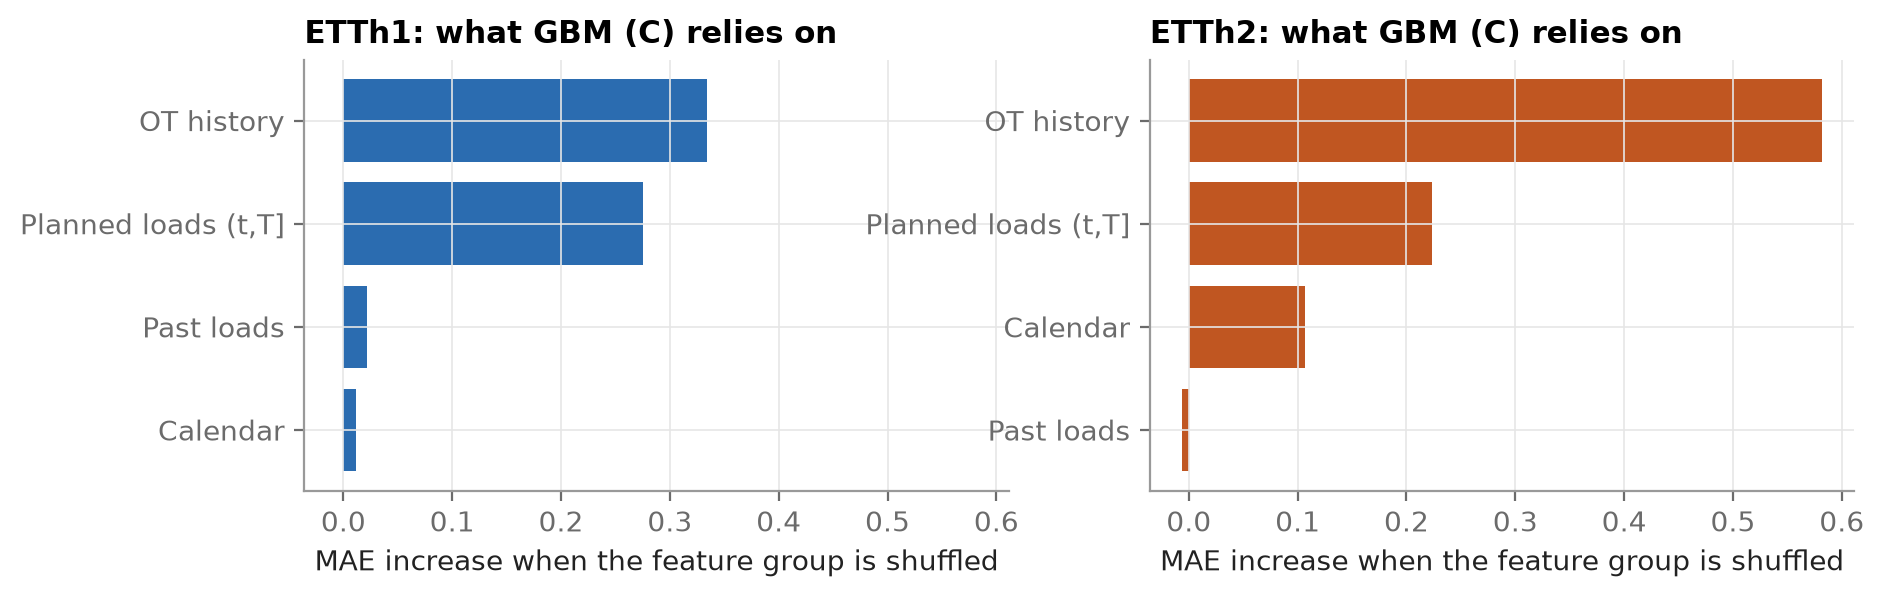 ETTh1: what GBM (C) relies on
OT history
Planned loads (t,T]
Past loads
Calendar
0.0 0.1 0.2 0.3 0.4 0.5 0.6
MAE increase when the feature group is shuffled
ETTh2: what GBM (C) relies on
OT history
Planned loads (t,T]
Calendar
Past loads
0.0 0.1 0.2 0.3 0.4 0.5 0.6
MAE increase when the feature group is shuffled